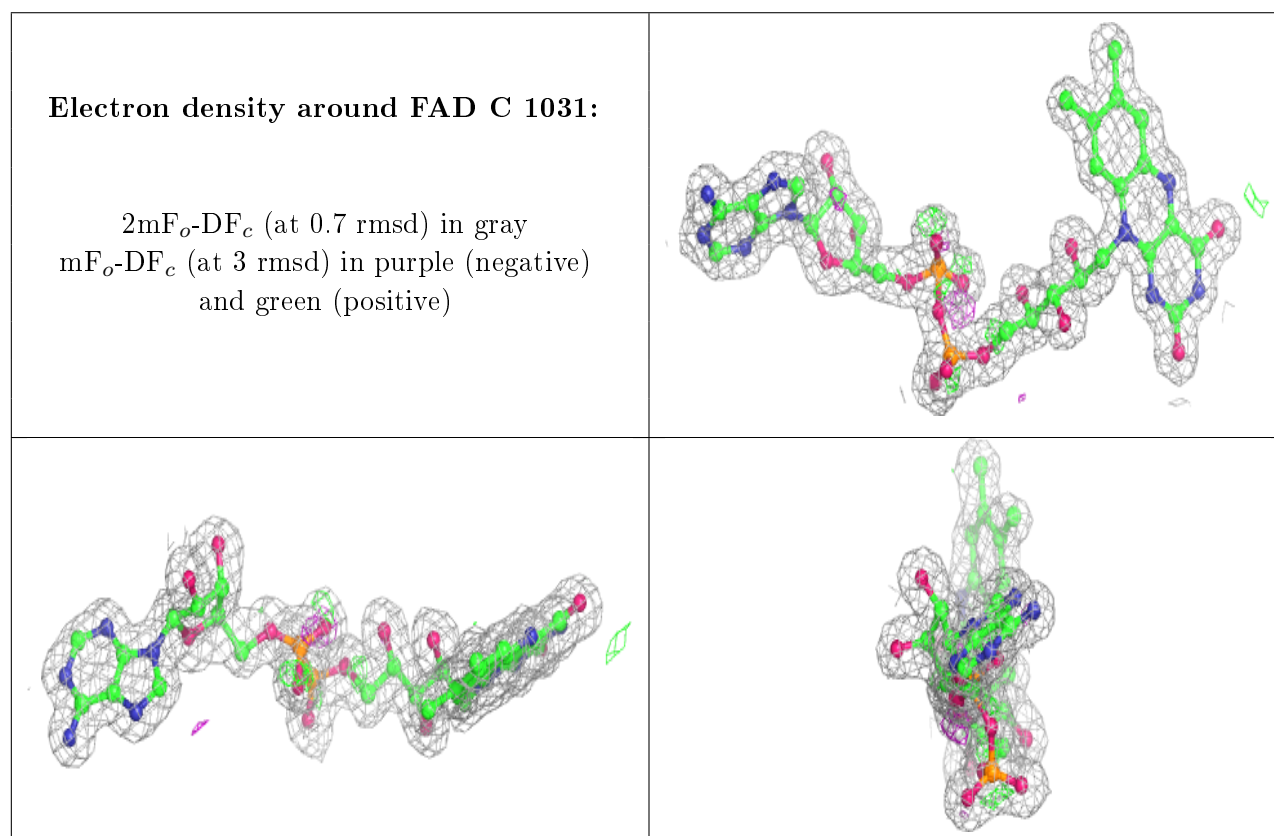 Electron density around FAD C 1031:
2mFo-DFc (at 0.7 rmsd) in gray
mFo-DFc (at 3 rmsd) in purple (negative)
and green (positive)